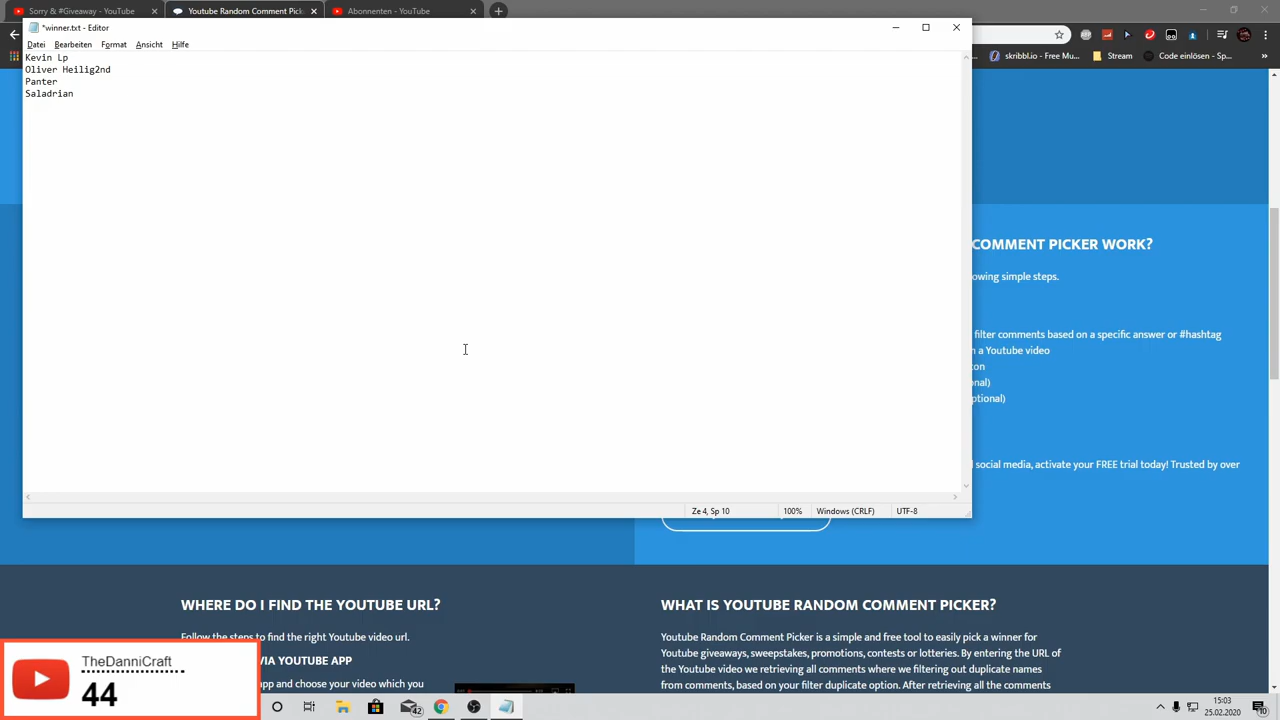 Sorry & #Giveaway - YouTube
Youtube Random Comment Pick
Abonnenten - YouTube
*winner.txt - Editor
Datei Bearbeiten Format Ansicht Hilfe
Kevin Lp
Oliver Heilig2nd
Panter
Saladrian
skribbl.io - Free Mu...
Stream
Code einlösen - Sp...
COMMENT PICKER WORK?
owing simple steps.
filter comments based on a specific answer or #hashtag
a Youtube video
ton
onal)
ptional)
social media, activate your FREE trial today! Trusted by over
Ze 4, Sp 10
100%
Windows (CRLF)
UTF-8
WHERE DO I FIND THE YOUTUBE URL?
Follow the steps to find the right Youtube video url.
VIA YOUTUBE APP
app and choose your video which you
WHAT IS YOUTUBE RANDOM COMMENT PICKER?
Youtube Random Comment Picker is a simple and free tool to easily pick a winner for
Youtube giveaways, sweepstakes, promotions, contests or lotteries. By entering the URL of
the Youtube video we retrieving all comments where we filtering out duplicate names
from comments, based on your filter duplicate option. After retrieving all the comments
TheDanniCraft
44
42
15:03
25.02.2020
10